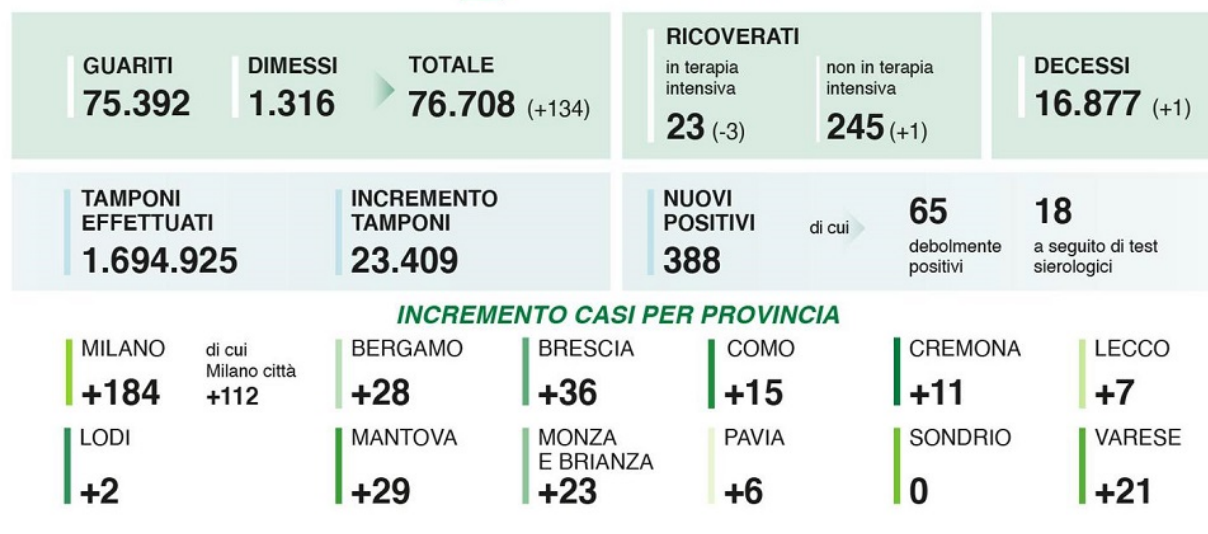 GUARITI
75.392
DIMESSI
1.316
TOTALE
76.708 (+134)
RICOVERATI
in terapia
intensiva
23 (-3)
non in terapia
intensiva
245 (+1)
DECESSI
16.877 (+1)
TAMPONI
EFFETTUATI
1.694.925
INCREMENTO
TAMPONI
23.409
NUOVI
POSITIVI
388
di cui
65
debolmente
positivi
18
a seguito di test
sierologici
INCREMENTO CASI PER PROVINCIA
MILANO
+184
di cui
Milano città
+112
BERGAMO
+28
BRESCIA
+36
COMO
+15
CREMONA
+11
LECCO
+7
LODI
+2
MANTOVA
+29
MONZA
E BRIANZA
+23
PAVIA
+6
SONDRIO
0
VARESE
+21